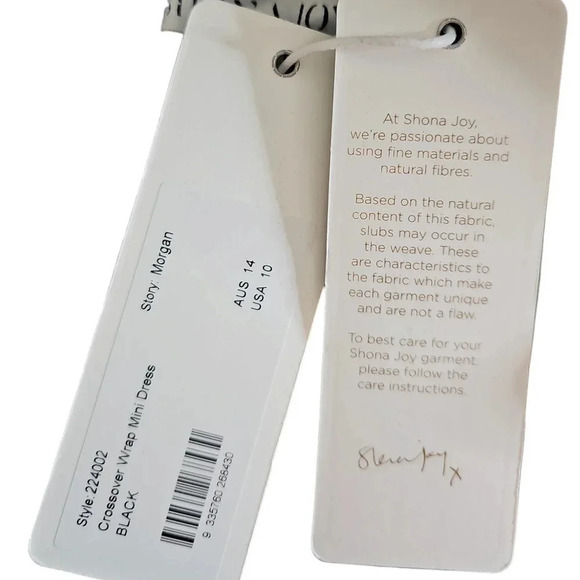 Style: 224002
Crossover Wrap Mini Dress
BLACK
Story: Morgan
AUS 14
USA 10
9 335760 266430
At Shona Joy,
we're passionate about
using fine materials and
natural fibres.
Based on the natural
content of this fabric,
slubs may occur in
the weave. These
are characteristics to
the fabric which make
each garment unique
and are not a flaw.
To best care for your
Shona Joy garment,
please follow the
care instructions.
Shona Joy x